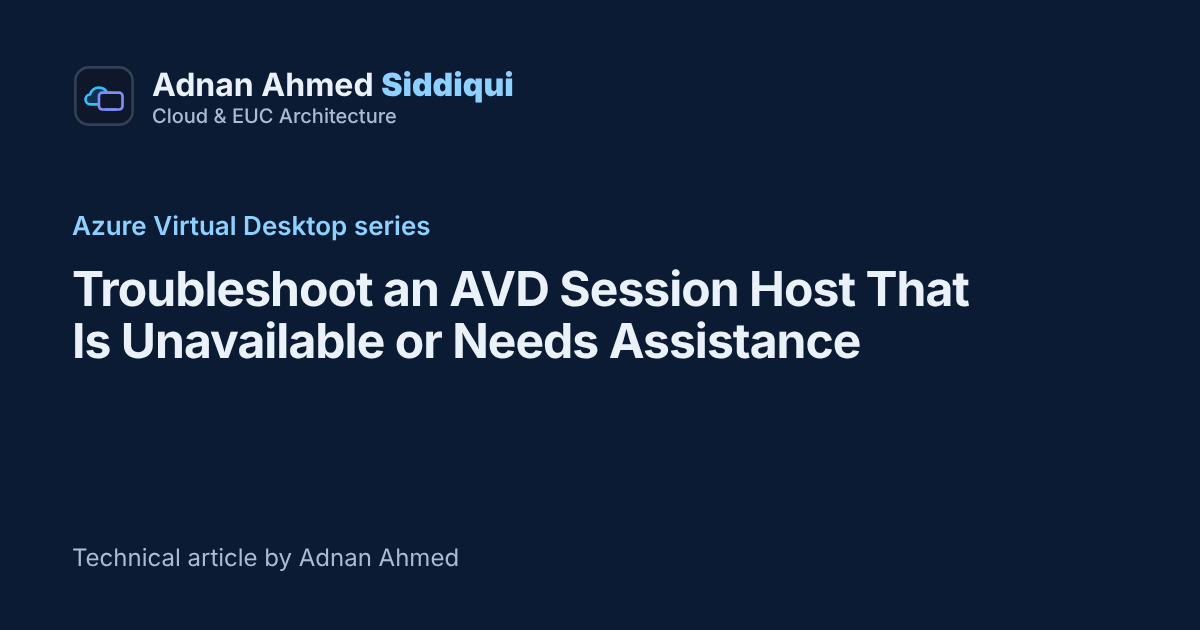 Adnan Ahmed Siddiqui
Cloud & EUC Architecture
Azure Virtual Desktop series
Troubleshoot an AVD Session Host That
Is Unavailable or Needs Assistance
Technical article by Adnan Ahmed